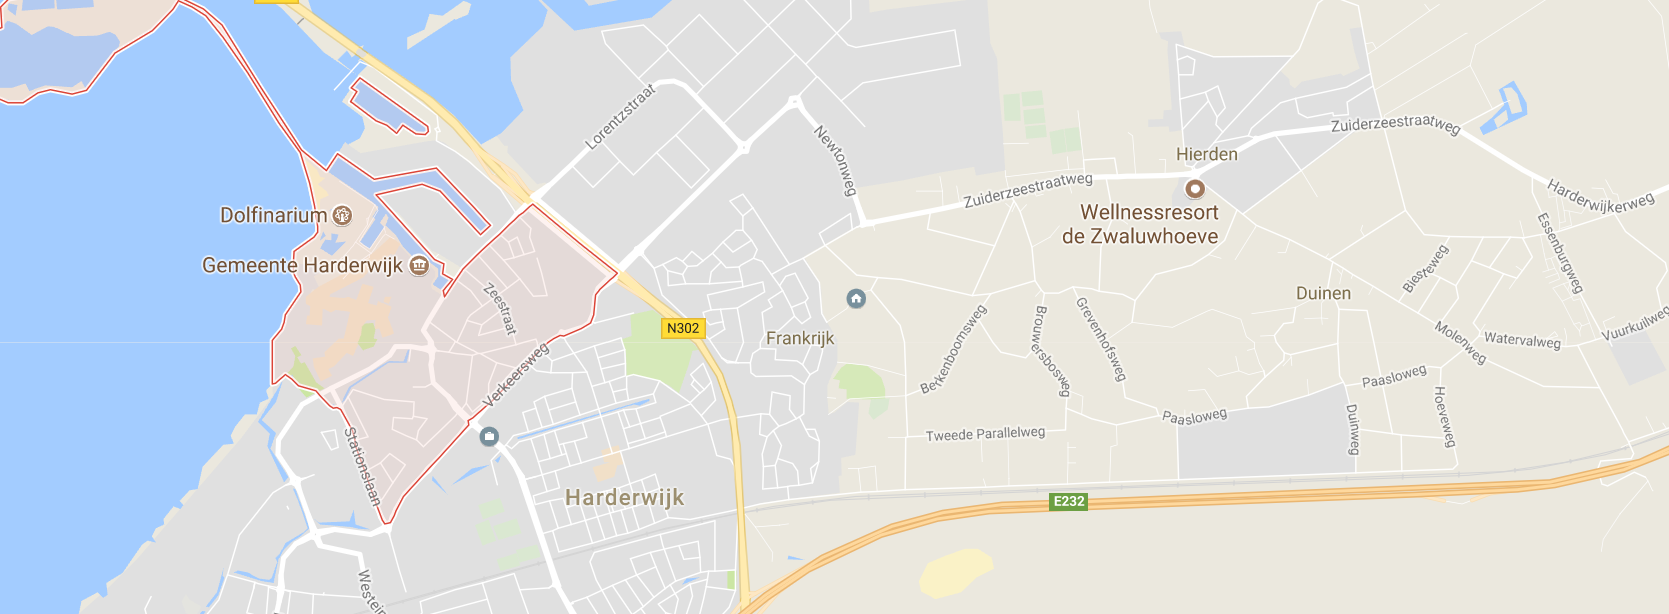 Lorentzstraat
Newtonweg
Zuiderzeestraatweg
Hierden
Zuiderzeestraatweg
Harderwijkerweg
Dolfinarium
Gemeente Harderwijk
Wellnessresort
de Zwaluwhoeve
Essenburgweg
Biesteweg
Zeestraat
Duinen
N302
Frankrijk
Berkenboomsweg
Brouwersbosweg
Grevenhofsweg
Molenweg
Watervalweg
Vuurkuilweg
Verkeersweg
Paasloweg
Paasloweg
Hoeveweg
Duinweg
Tweede Parallelweg
Stationslaan
Harderwijk
E232
Westein